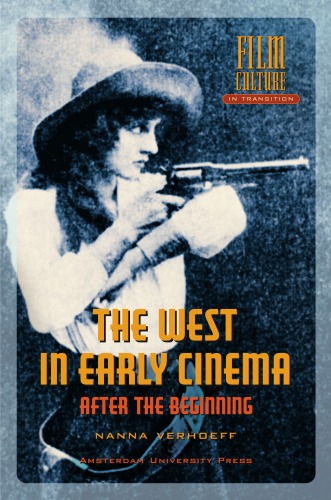 FILM
CULTURE
IN TRANSITION
THE WEST
IN EARLY CINEMA
AFTER THE BEGINNING
NANNA VERHOEFF
AMSTERDAM UNIVERSITY PRESS